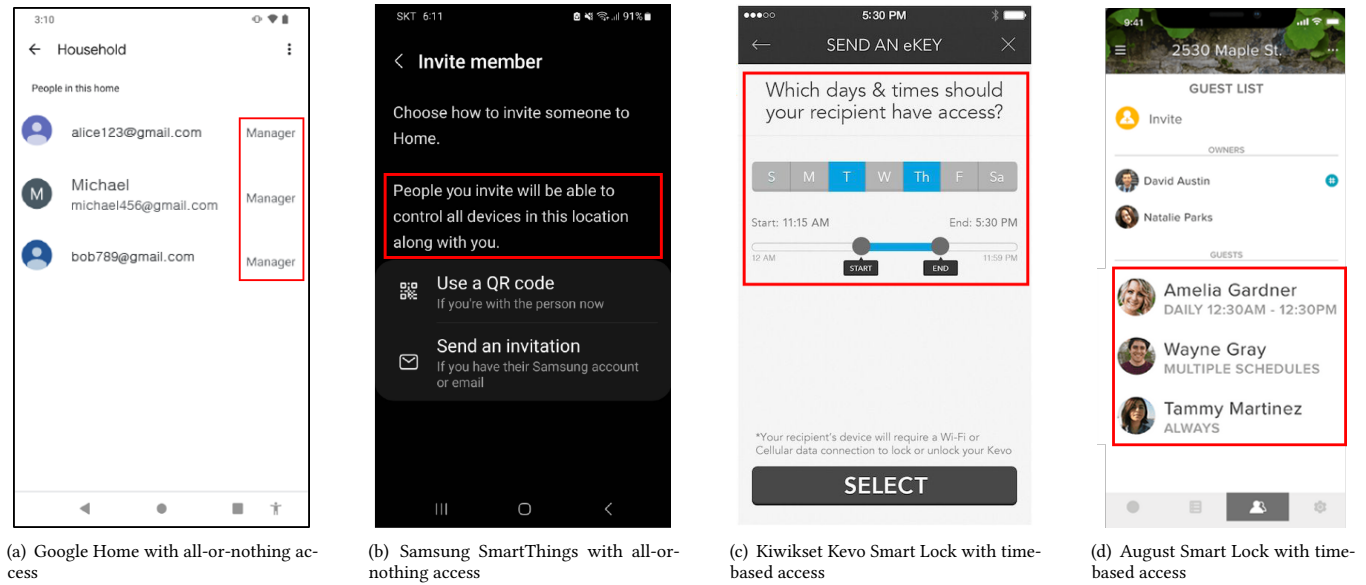 3:10
Household
People in this home
alice123@gmail.com
Manager
M
Michael
michael456@gmail.com
Manager
bob789@gmail.com
Manager
(a) Google Home with all-or-nothing ac-
cess
SKT 6:11
91%
Invite member
Choose how to invite someone to
Home.
People you invite will be able to
control all devices in this location
along with you.
Use a QR code
If you're with the person now
Send an invitation
If you have their Samsung account
or email
(b) Samsung SmartThings with all-or-
nothing access
5:30 PM
SEND AN eKEY
Which days & times should
your recipient have access?
S M T W Th F Sa
Start: 11:15 AM End: 5:30 PM
12 AM 11:59 PM
START END
*Your recipient's device will require a Wi-Fi or
Cellular data connection to lock or unlock your Kevo
SELECT
(c) Kiwikset Kevo Smart Lock with time-
based access
9:41
2530 Maple St.
GUEST LIST
Invite
OWNERS
David Austin
Natalie Parks
GUESTS
Amelia Gardner
DAILY 12:30AM - 12:30PM
Wayne Gray
MULTIPLE SCHEDULES
Tammy Martinez
ALWAYS
(d) August Smart Lock with time-
based access